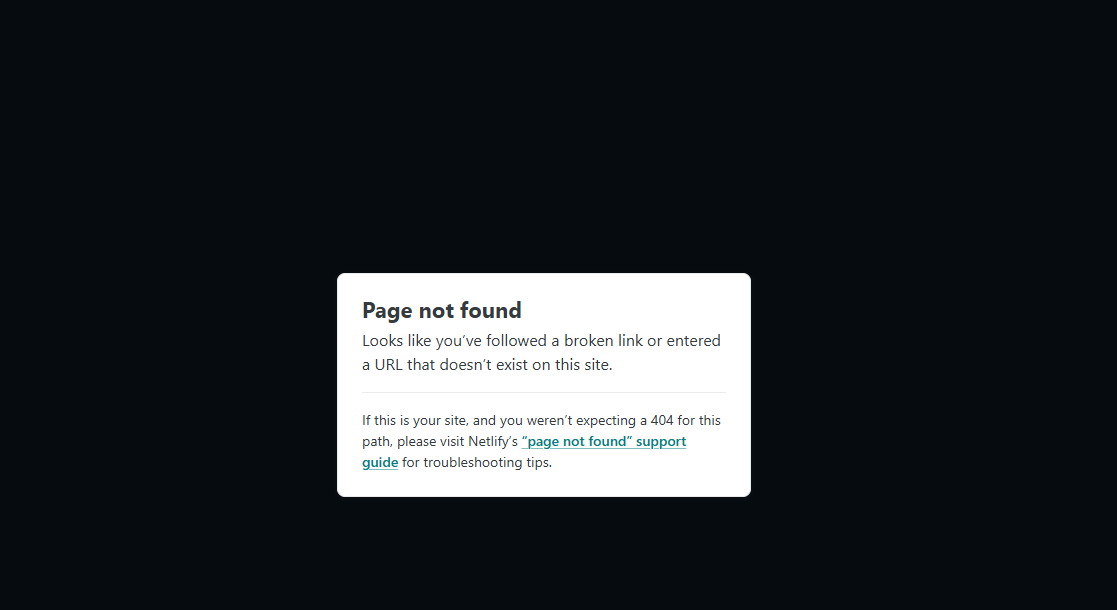 Page not found
Looks like you’ve followed a broken link or entered
a URL that doesn’t exist on this site.
If this is your site, and you weren’t expecting a 404 for this
path, please visit Netlify’s “page not found” support
guide for troubleshooting tips.